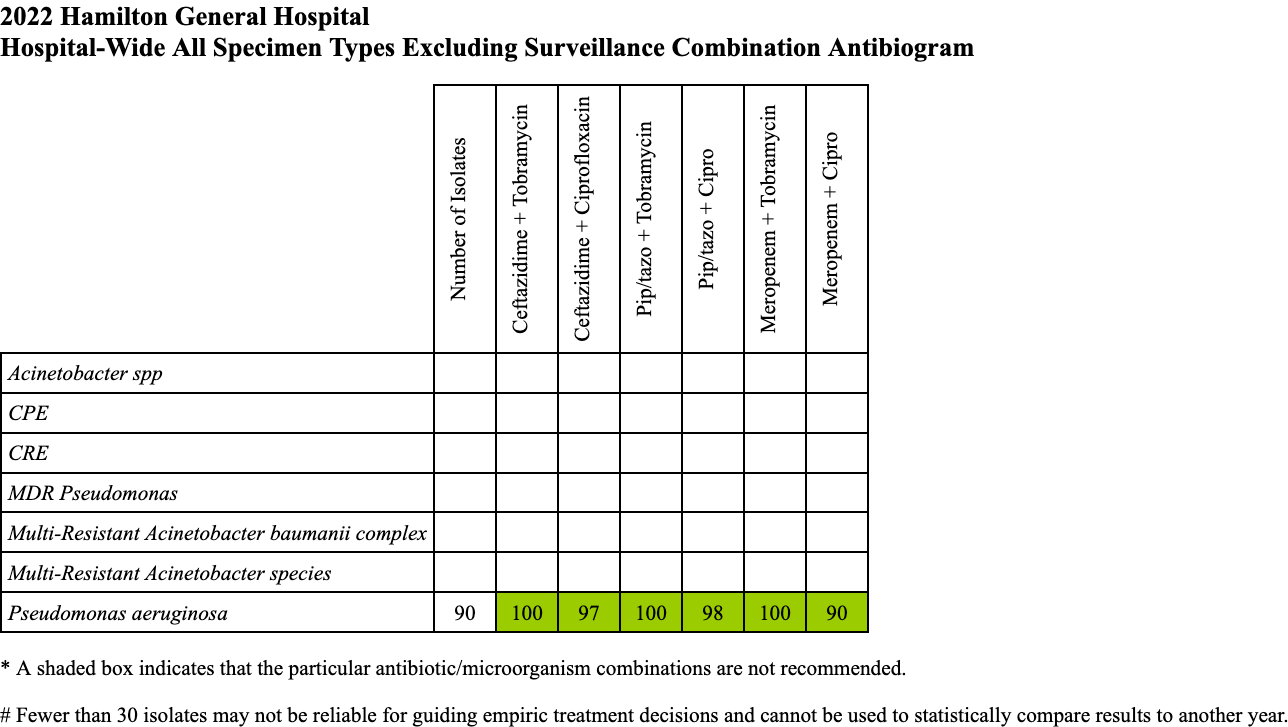 2022 Hamilton General Hospital
Hospital-Wide All Specimen Types Excluding Surveillance Combination Antibiogram
Number of Isolates
Ceftazidime + Tobramycin
Ceftazidime + Ciprofloxacin
Pip/tazo + Tobramycin
Pip/tazo + Cipro
Meropenem + Tobramycin
Meropenem + Cipro
Acinetobacter spp
CPE
CRE
MDR Pseudomonas
Multi-Resistant Acinetobacter baumanii complex
Multi-Resistant Acinetobacter species
Pseudomonas aeruginosa 90 100 97 100 98 100 90
* A shaded box indicates that the particular antibiotic/microorganism combinations are not recommended.
# Fewer than 30 isolates may not be reliable for guiding empiric treatment decisions and cannot be used to statistically compare results to another year.